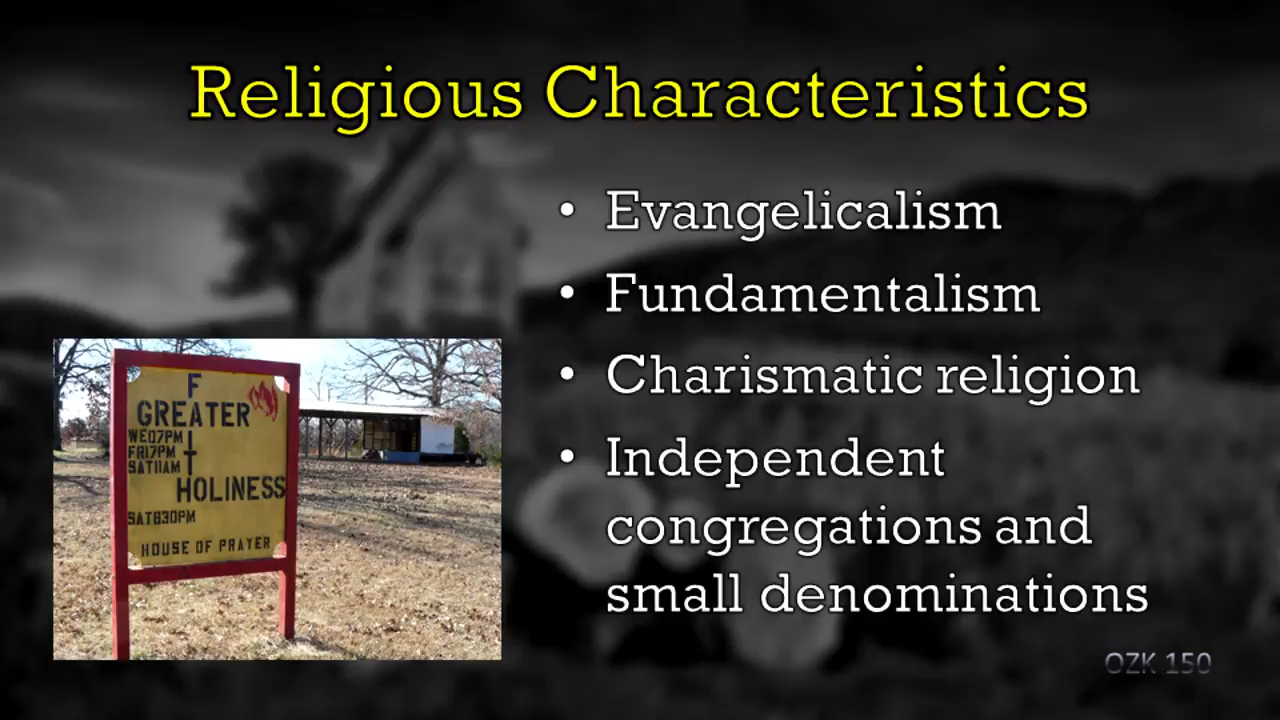 Religious Characteristics
• Evangelicalism
• Fundamentalism
• Charismatic religion
• Independent
congregations and
small denominations
F
GREATER
A
WED7PM I
FRI7PM T
SAT11AM
HOLINESS
SAT630PM
HOUSE OF PRAYER
OZK 150